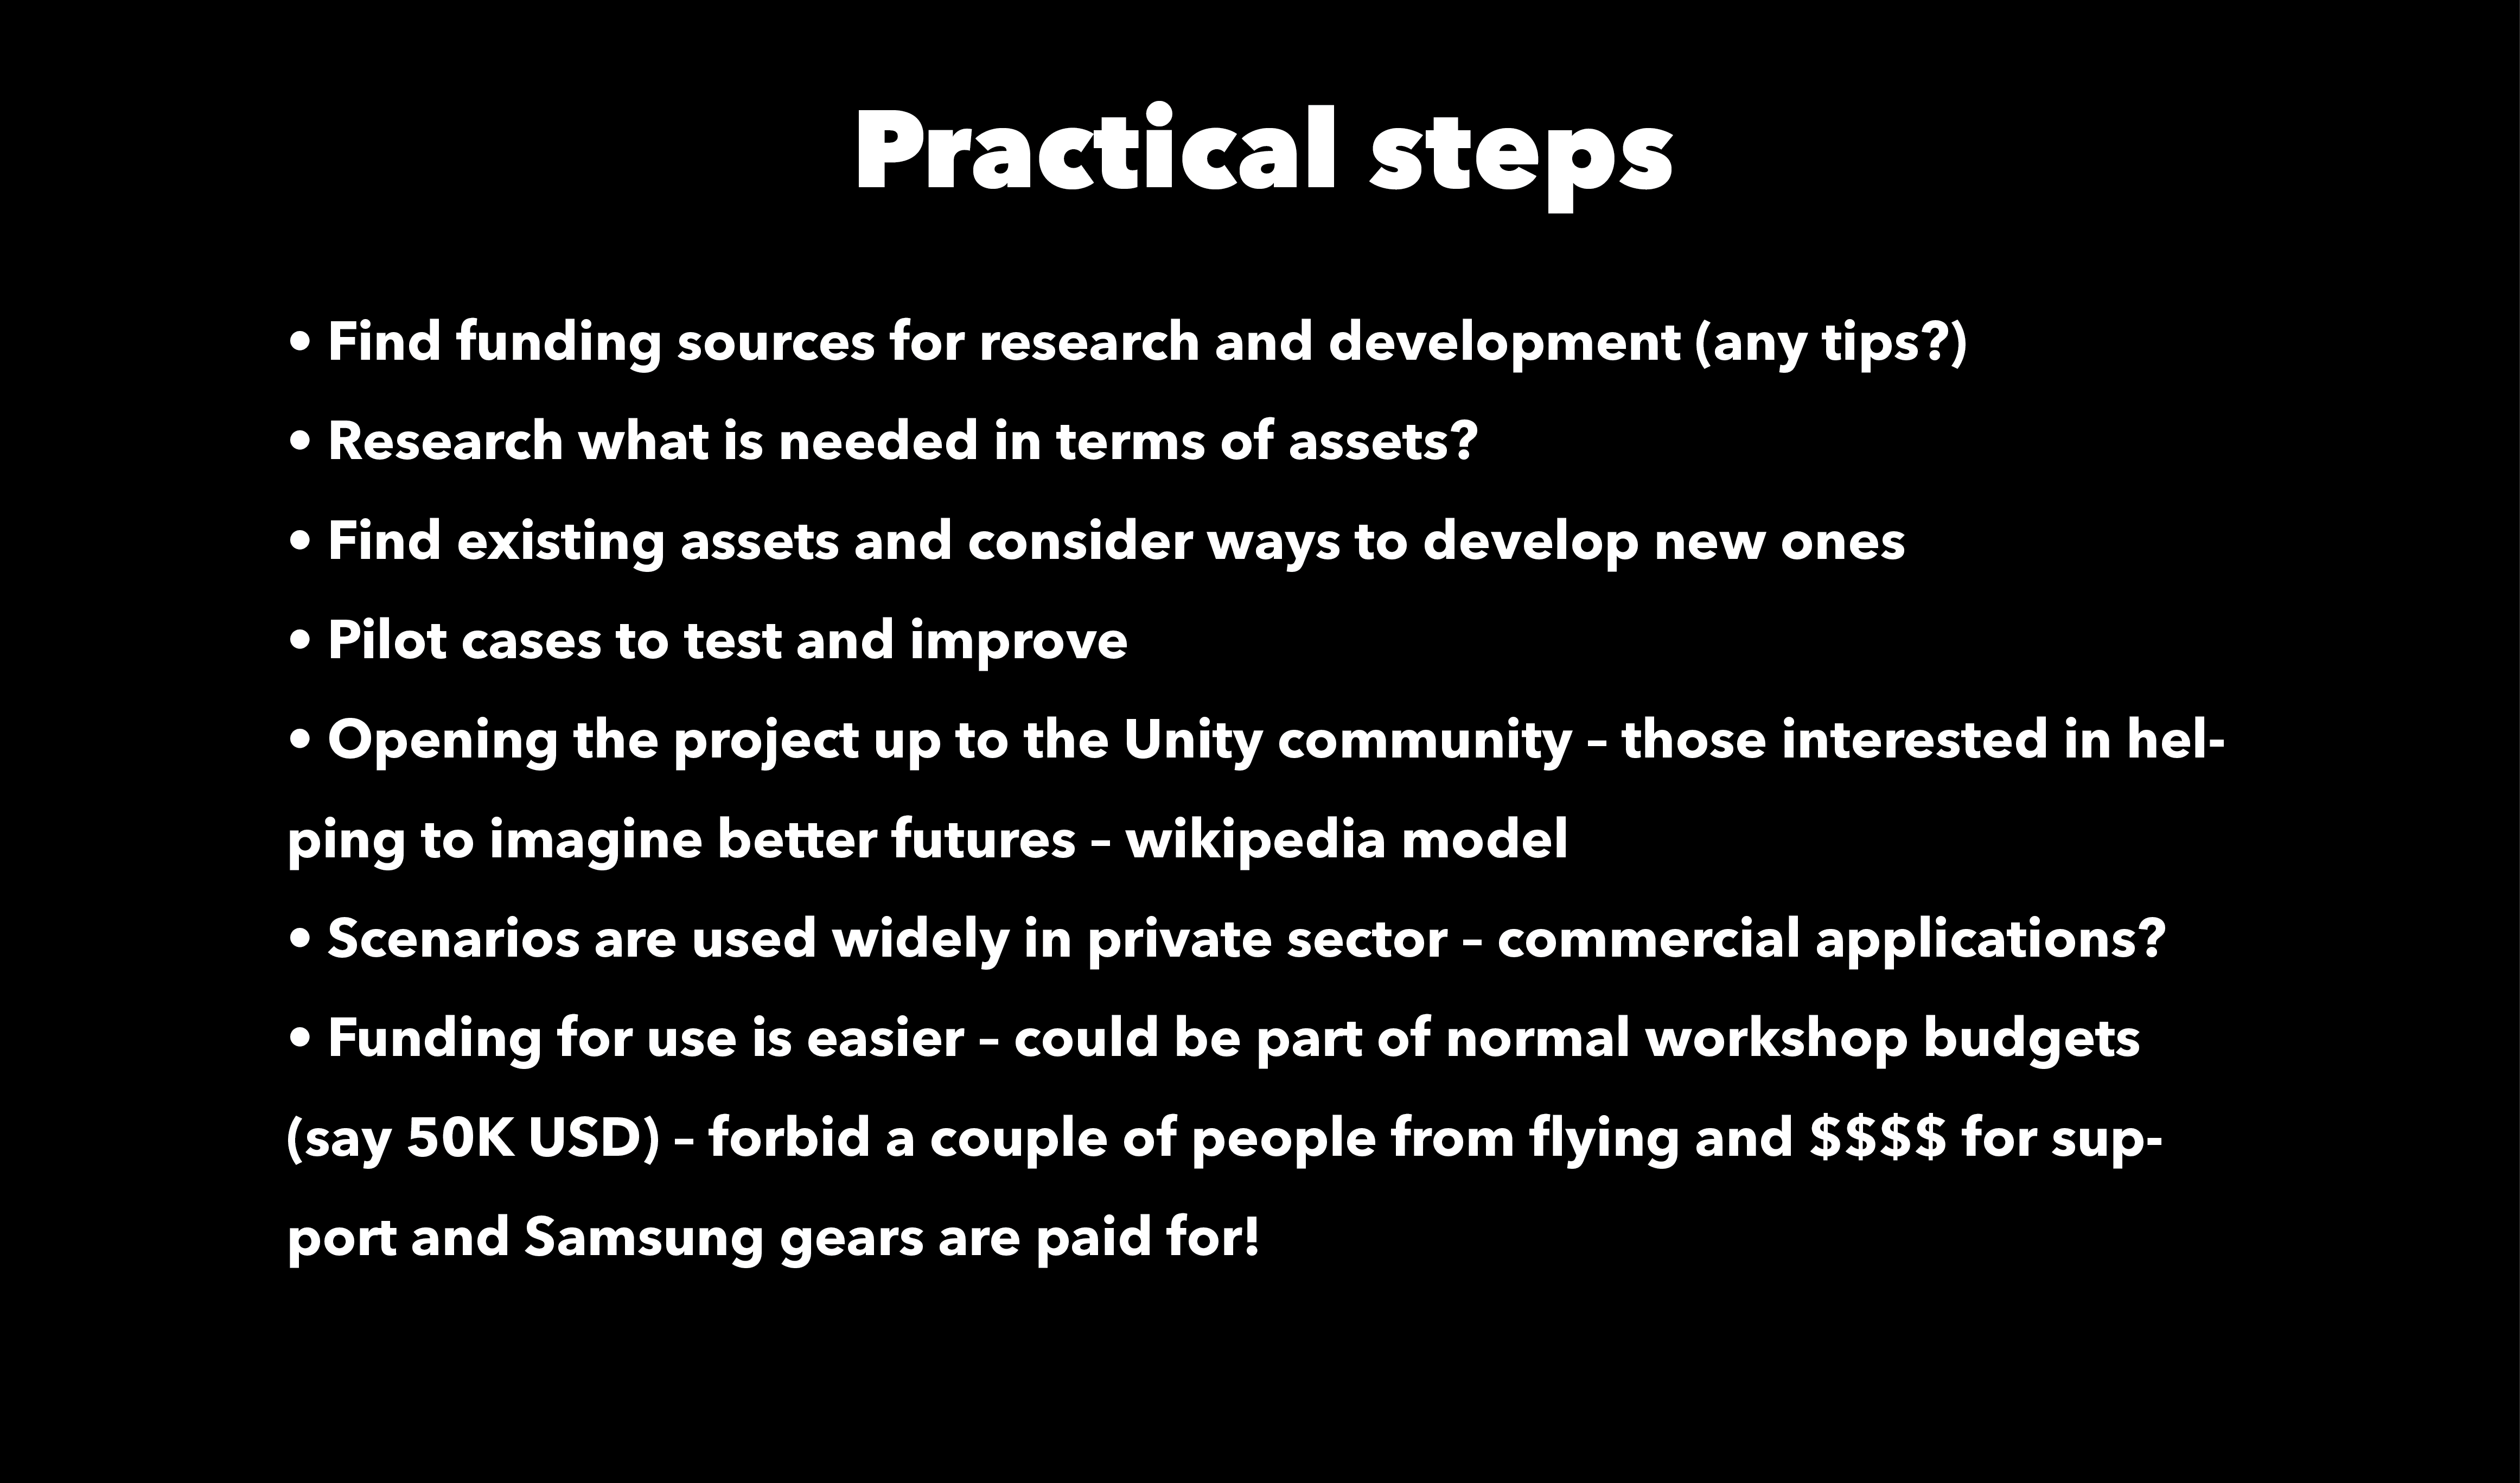 Practical steps
• Find funding sources for research and development (any tips?)
• Research what is needed in terms of assets?
• Find existing assets and consider ways to develop new ones
• Pilot cases to test and improve
• Opening the project up to the Unity community – those interested in hel-
ping to imagine better futures – wikipedia model
• Scenarios are used widely in private sector – commercial applications?
• Funding for use is easier – could be part of normal workshop budgets
(say 50K USD) – forbid a couple of people from flying and $$$$ for sup-
port and Samsung gears are paid for!